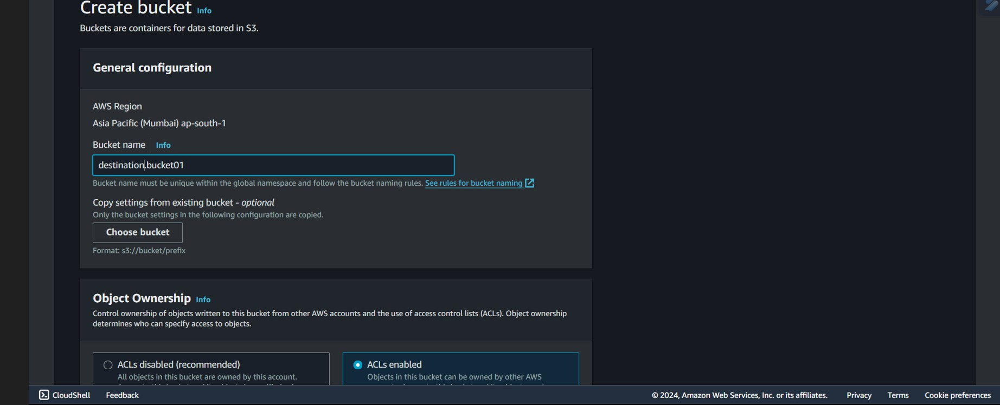 Create bucket Info
Buckets are containers for data stored in S3.
General configuration
AWS Region
Asia Pacific (Mumbai) ap-south-1
Bucket name Info
destination.bucket01
Bucket name must be unique within the global namespace and follow the bucket naming rules. See rules for bucket naming
Copy settings from existing bucket - optional
Only the bucket settings in the following configuration are copied.
Choose bucket
Format: s3://bucket/prefix
Object Ownership Info
Control ownership of objects written to this bucket from other AWS accounts and the use of access control lists (ACLs). Object ownership
determines who can specify access to objects.
ACLs disabled (recommended)
All objects in this bucket are owned by this account.
ACLs enabled
Objects in this bucket can be owned by other AWS
CloudShell Feedback © 2024, Amazon Web Services, Inc. or its affiliates. Privacy Terms Cookie preferences